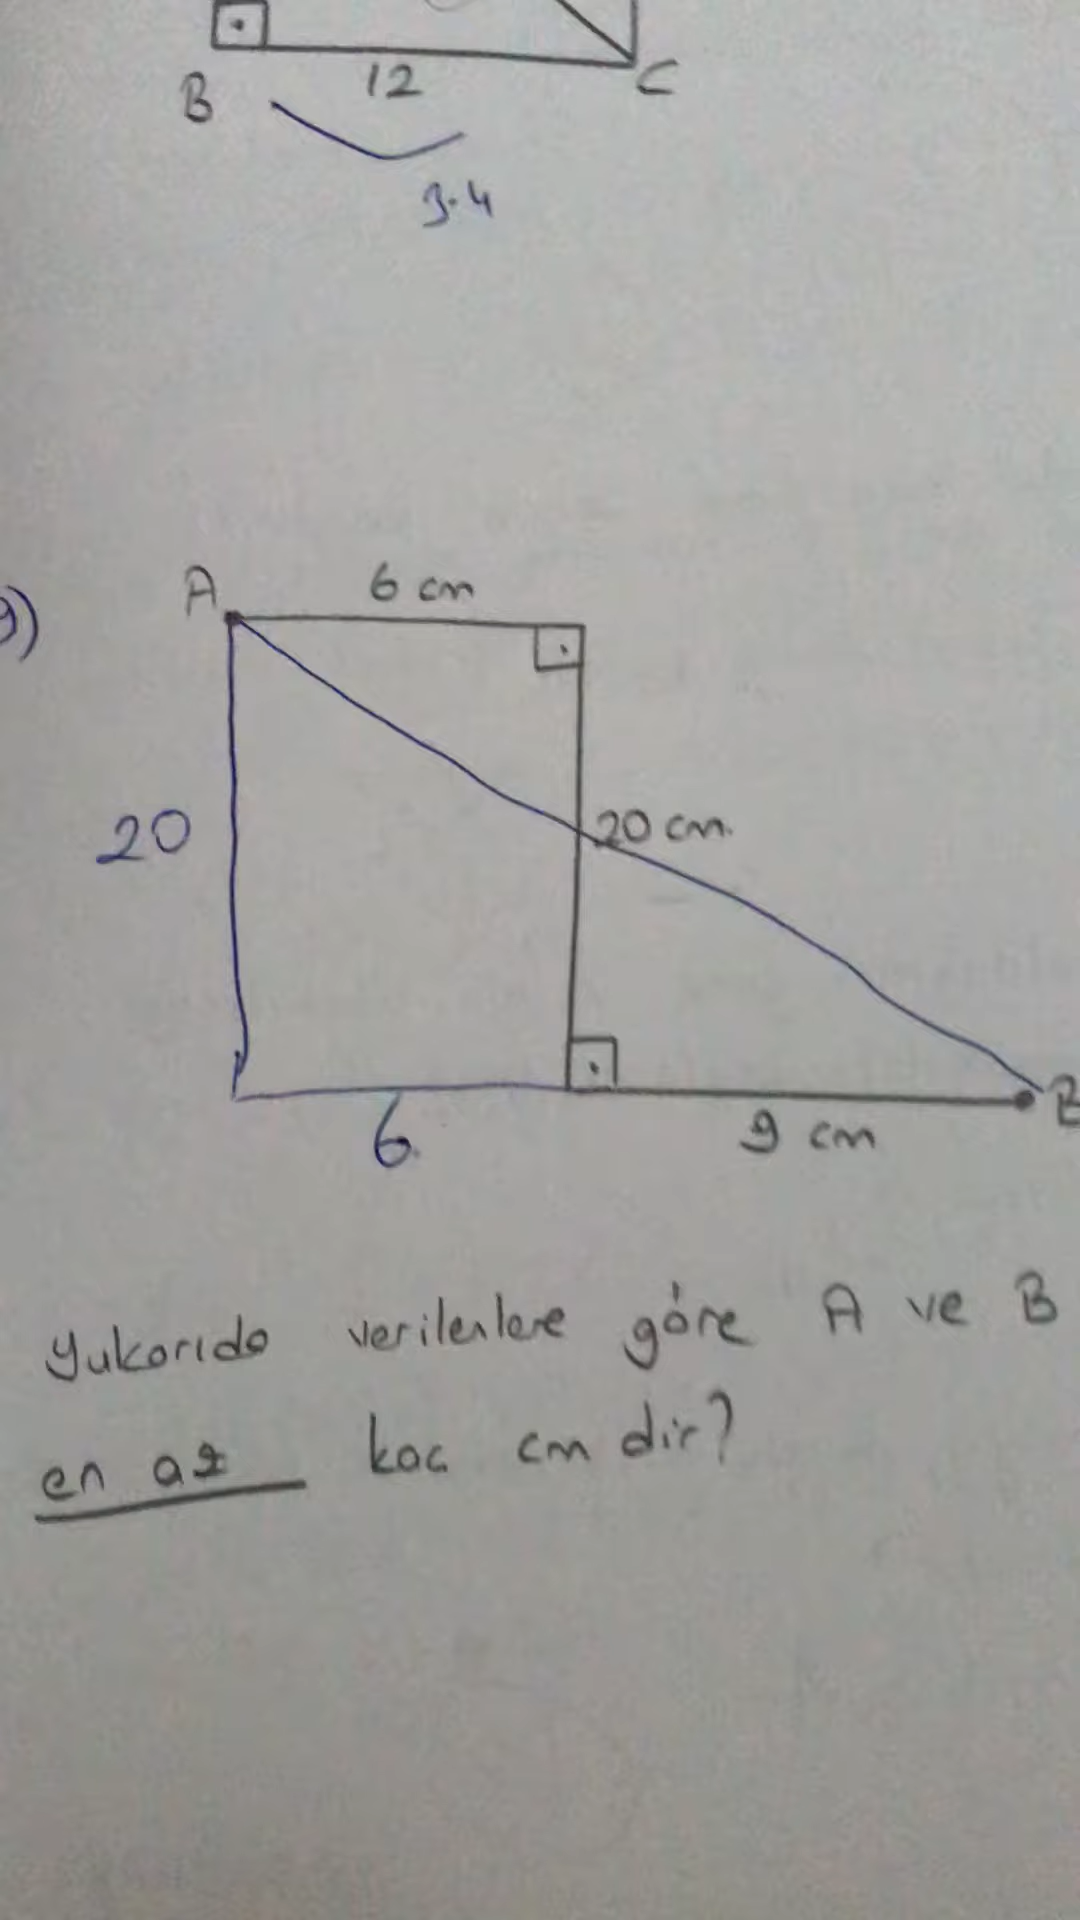 B
12
C
3.4
9)
A
6 cm
20
20 cm.
6.
9 cm
B
Yukarıda verilenlere göre A ve B
en az kaç cm dir?